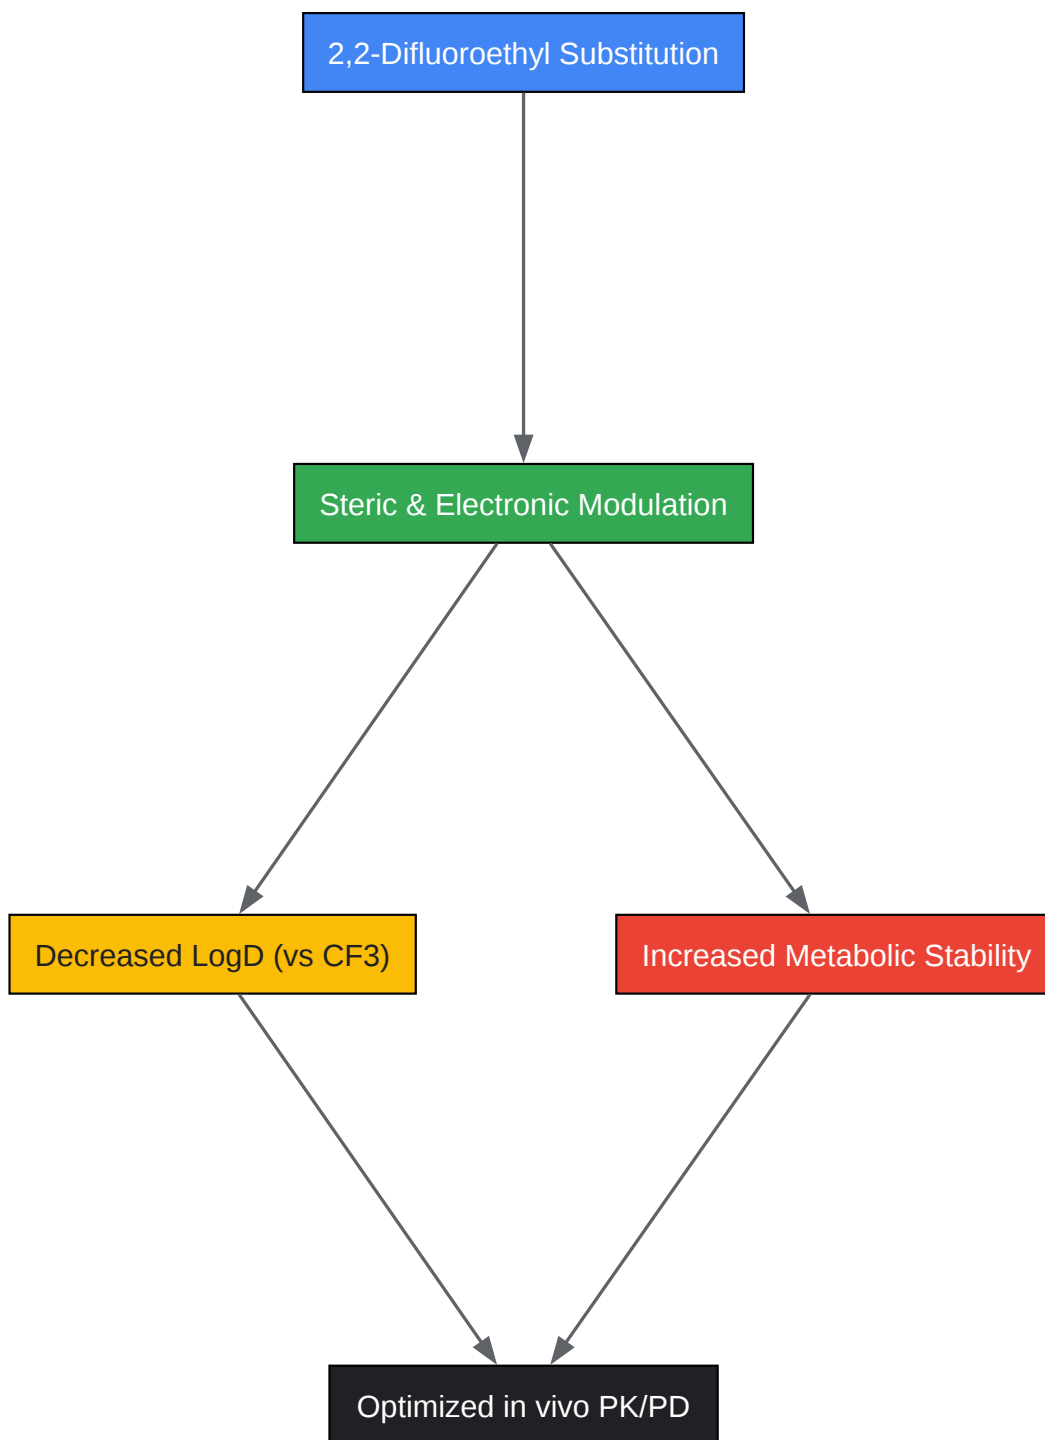 2,2-Difluoroethyl Substitution
Steric & Electronic Modulation
Decreased LogD (vs CF3)
Increased Metabolic Stability
Optimized in vivo PK/PD